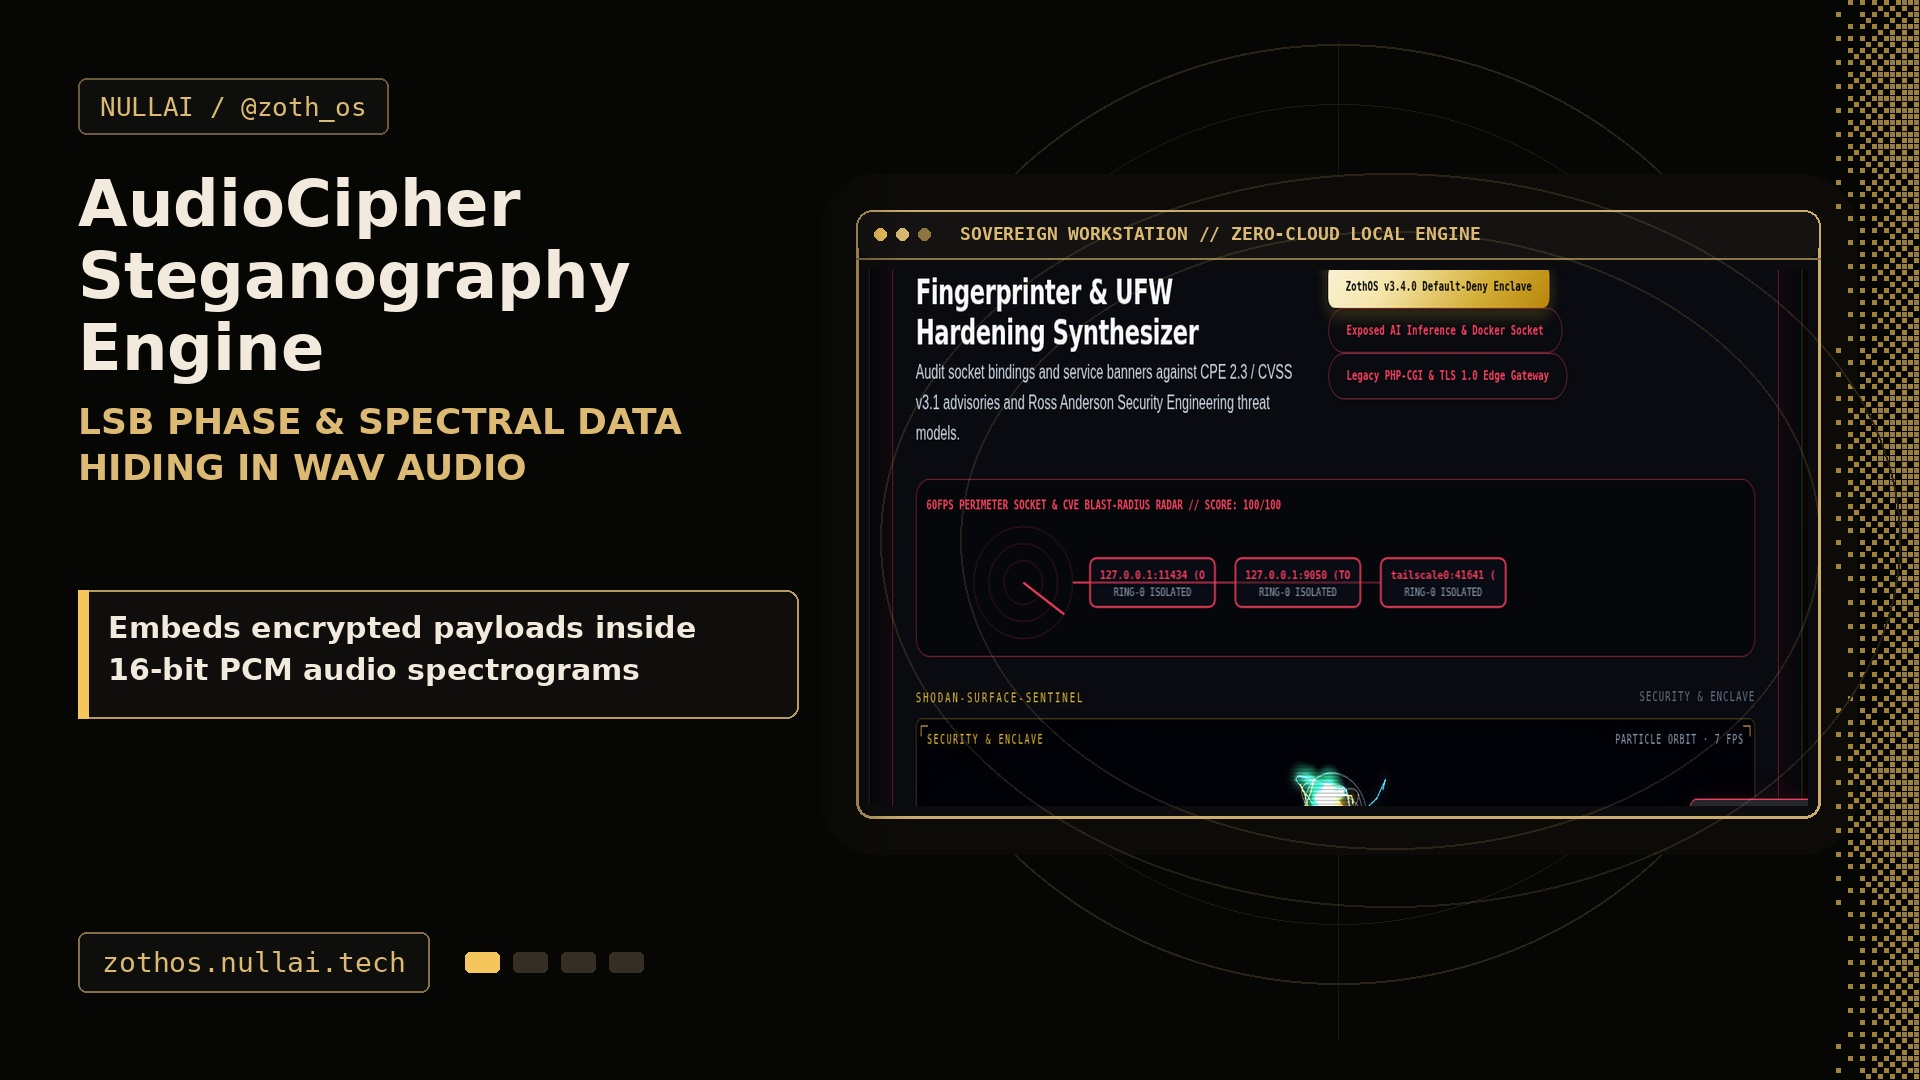 NULLAI / @zoth_os
AudioCipher
Steganography
Engine
LSB PHASE & SPECTRAL DATA
HIDING IN WAV AUDIO
Embeds encrypted payloads inside
16-bit PCM audio spectrograms
zothos.nullai.tech
SOVEREIGN WORKSTATION // ZERO-CLOUD LOCAL ENGINE
Fingerprinter & UFW
Hardening Synthesizer
Audit socket bindings and service banners against CPE 2.3 / CVSS
v3.1 advisories and Ross Anderson Security Engineering threat
models.
ZothOS v3.4.0 Default-Deny Enclave
Exposed AI Inference & Docker Socket
Legacy PHP-CGI & TLS 1.0 Edge Gateway
60FPS PERIMETER SOCKET & CVE BLAST-RADIUS RADAR // SCORE: 100/100
127.0.0.1:11434 (O
RING-0 ISOLATED
127.0.0.1:9050 (TO
RING-0 ISOLATED
tailscale0:41641 (
RING-0 ISOLATED
SHODAN-SURFACE-SENTINEL
SECURITY & ENCLAVE
SECURITY & ENCLAVE
PARTICLE ORBIT · 7 FPS